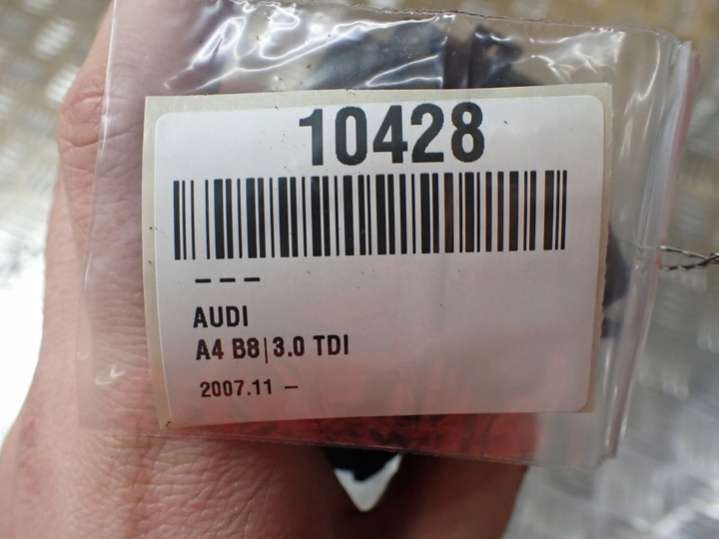 10428
– – –
AUDI
A4 B8|3.0 TDI
2007.11 –